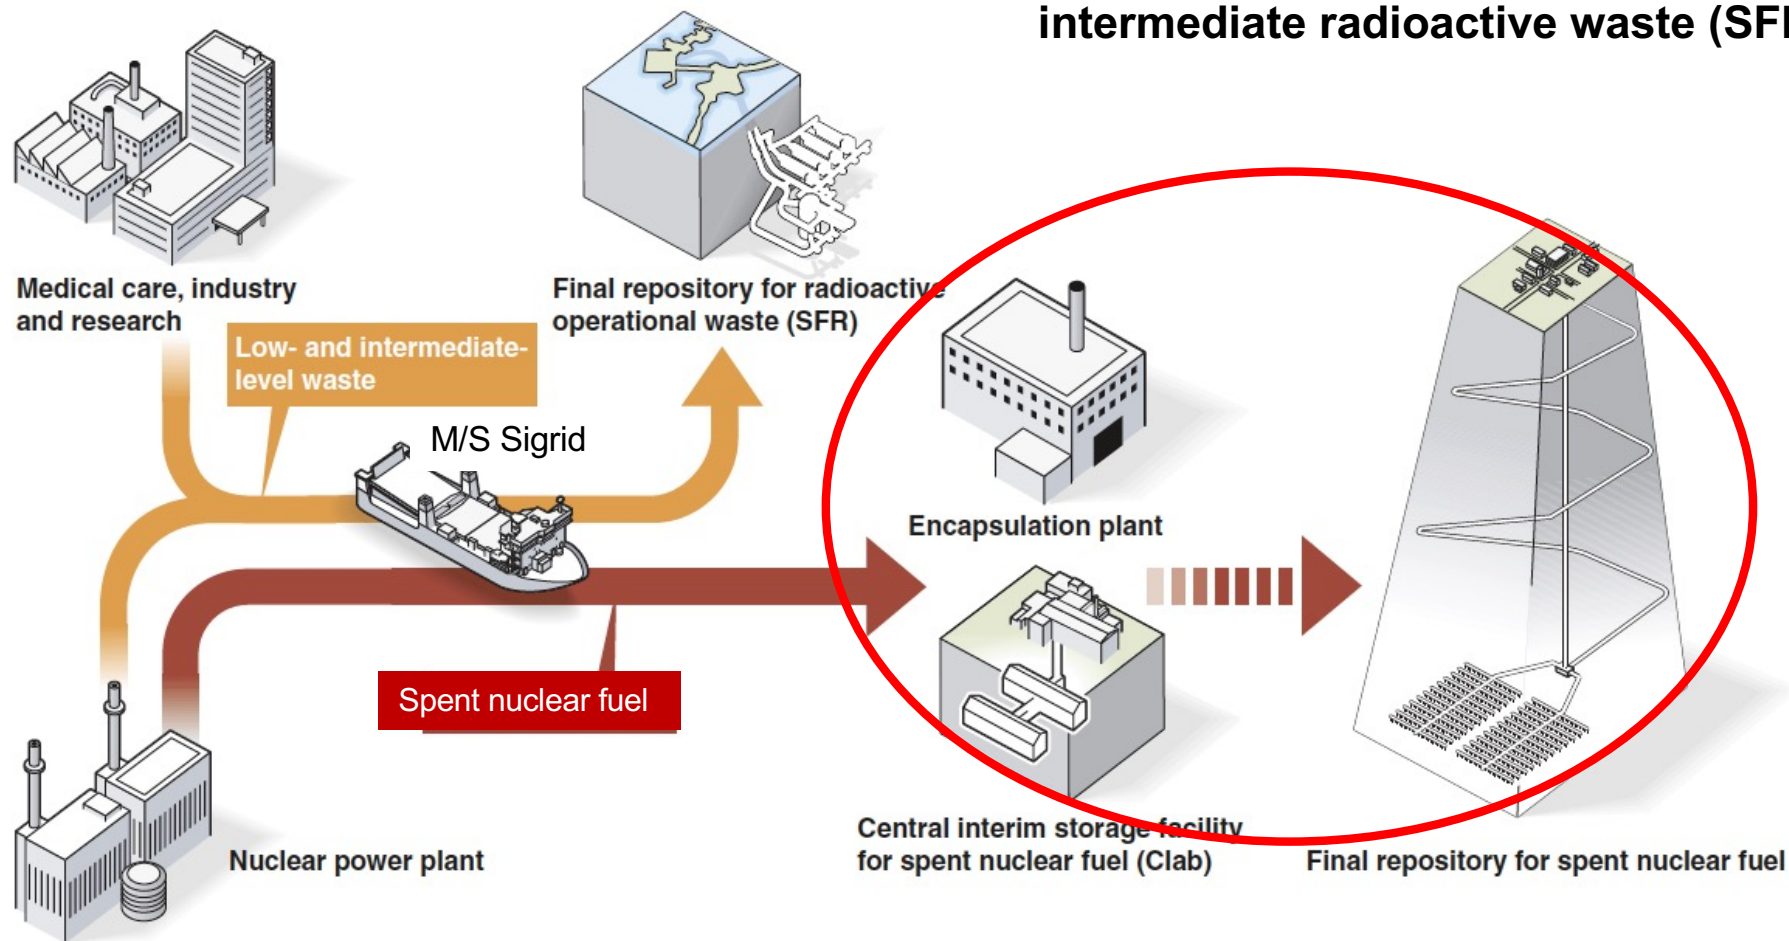 intermediate radioactive waste (SF
Medical care, industry
and research
Final repository for radioactive
operational waste (SFR)
Low- and intermediate-
level waste
M/S Sigrid
Encapsulation plant
Spent nuclear fuel
Central interim storage facility
for spent nuclear fuel (Clab)
Nuclear power plant
Final repository for spent nuclear fuel